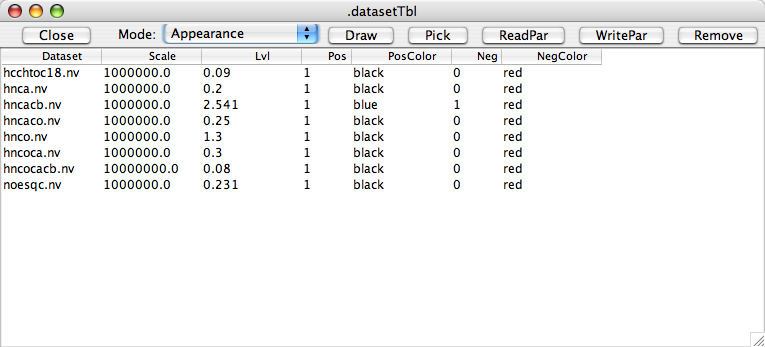 .datasetTbl
Close Mode: Appearance Draw Pick ReadPar WritePar Remove
Dataset Scale Lvl Pos PosColor Neg NegColor
hcchtoc18.nv 1000000.0 0.09 1 black 0 red
hnca.nv 1000000.0 0.2 1 black 0 red
hncacb.nv 1000000.0 2.541 1 blue 1 red
hncaco.nv 1000000.0 0.25 1 black 0 red
hnco.nv 1000000.0 1.3 1 black 0 red
hncoca.nv 1000000.0 0.3 1 black 0 red
hncocacb.nv 10000000.0 0.08 1 black 0 red
noesqc.nv 1000000.0 0.231 1 black 0 red